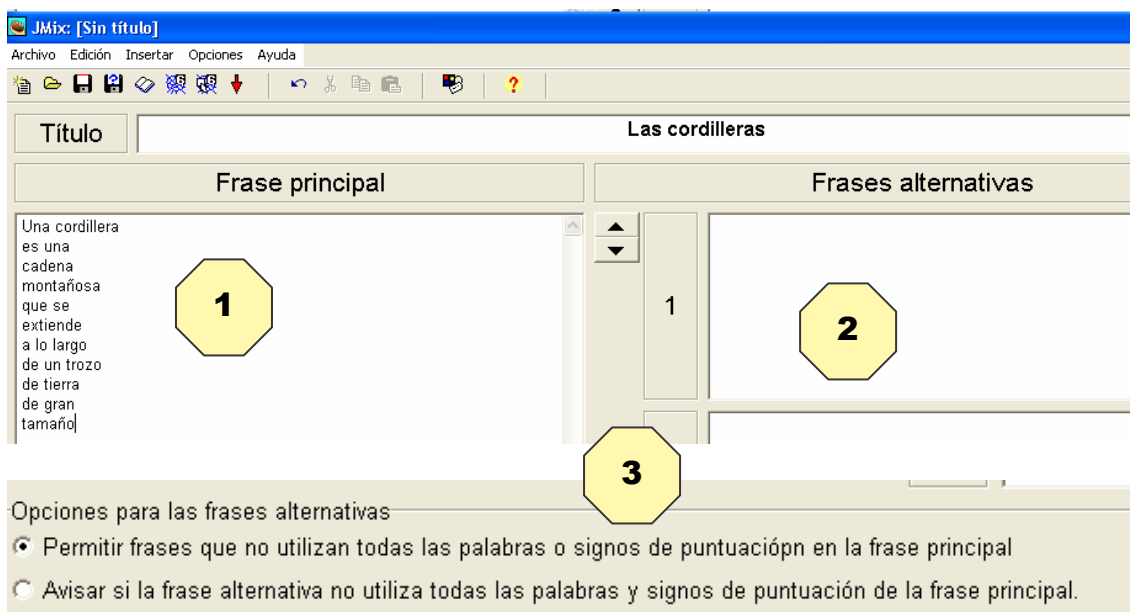 JMix: [Sin título]
Archivo Edición Insertar Opciones Ayuda
Título
Las cordilleras
Frase principal
Frases alternativas
Una cordillera
es una
cadena
montañosa
que se
extiende
a lo largo
de un trozo
de tierra
de gran
tamaño
1
1
2
3
Opciones para las frases alternativas
Permitir frases que no utilizan todas las palabras o signos de puntuaciópn en la frase principal
Avisar si la frase alternativa no utiliza todas las palabras y signos de puntuación de la frase principal.